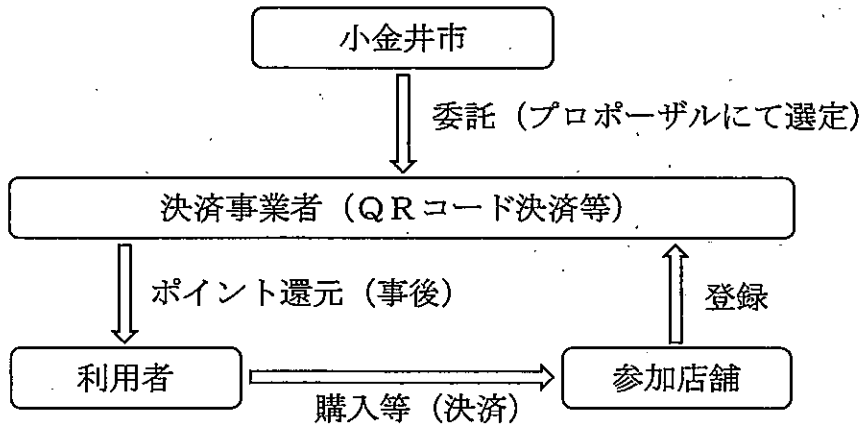 小金井市
委託（プロポーザルにて選定）
決済事業者（ＱＲコード決済等）
ポイント還元（事後）
登録
利用者
参加店舗
購入等（決済）